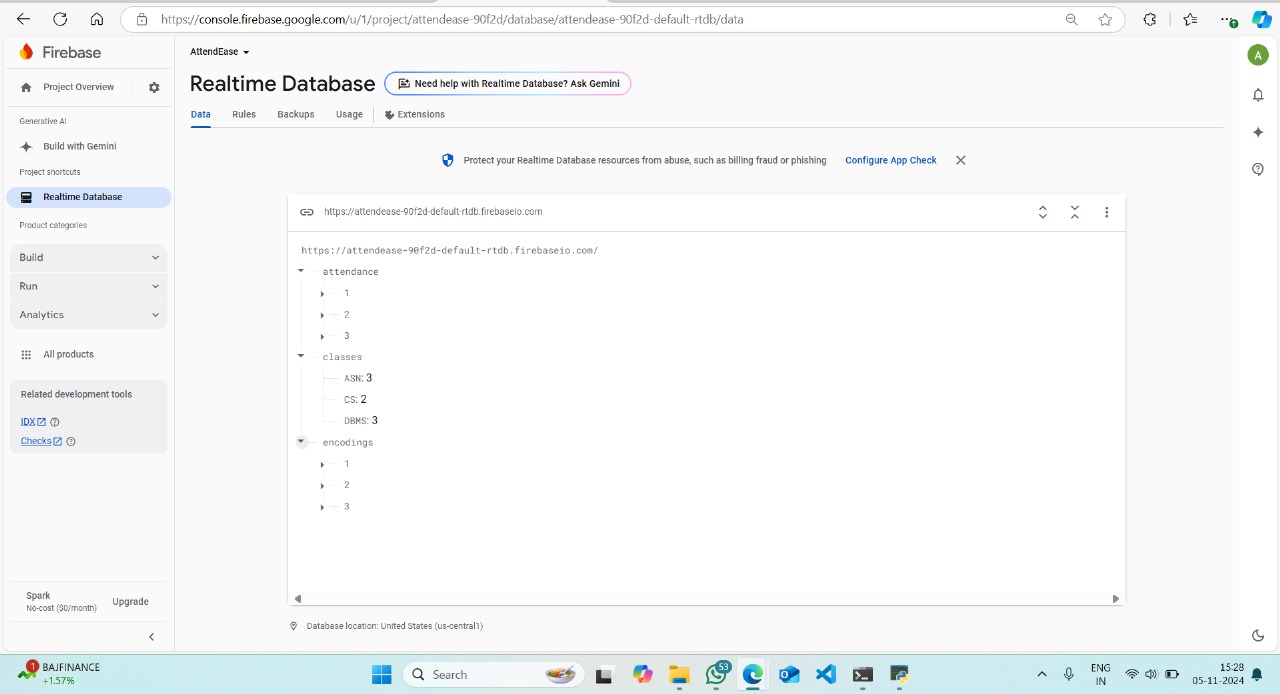 https://console.firebase.google.com/u/1/project/attendease-90f2d/database/attendease-90f2d-default-rtdb/data
Firebase
AttendEase
A
Project Overview
Realtime Database
Need help with Realtime Database? Ask Gemini
Generative AI
Data Rules Backups Usage Extensions
Build with Gemini
Project shortcuts
Protect your Realtime Database resources from abuse, such as billing fraud or phishing
Configure App Check
Realtime Database
Product categories
https://attendease-90f2d-default-rtdb.firebaseio.com
Build
https://attendease-90f2d-default-rtdb.firebaseio.com/
attendance
Run
1
Analytics
2
3
All products
classes
ASN: 3
Related development tools
CS: 2
IDX
DBMS: 3
Checks
encodings
1
2
3
Spark
No-cost ($0/month)
Upgrade
Database location: United States (us-central1)
1
BAJFINANCE
+1.57%
Search
53
ENG
IN
15:28
05-11-2024